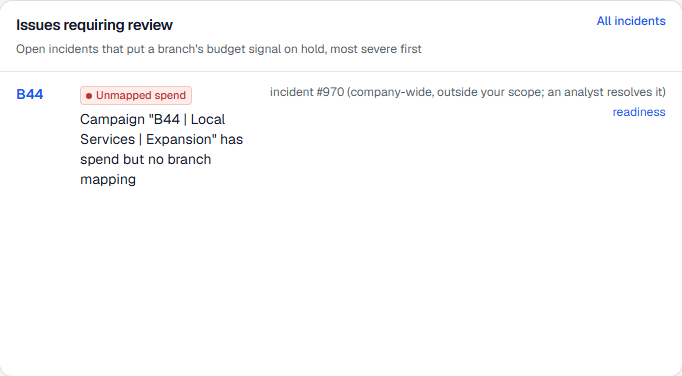 Issues requiring review
All incidents
Open incidents that put a branch's budget signal on hold, most severe first
B44
Unmapped spend
incident #970 (company-wide, outside your scope; an analyst resolves it)
readiness
Campaign "B44 | Local
Services | Expansion" has
spend but no branch
mapping